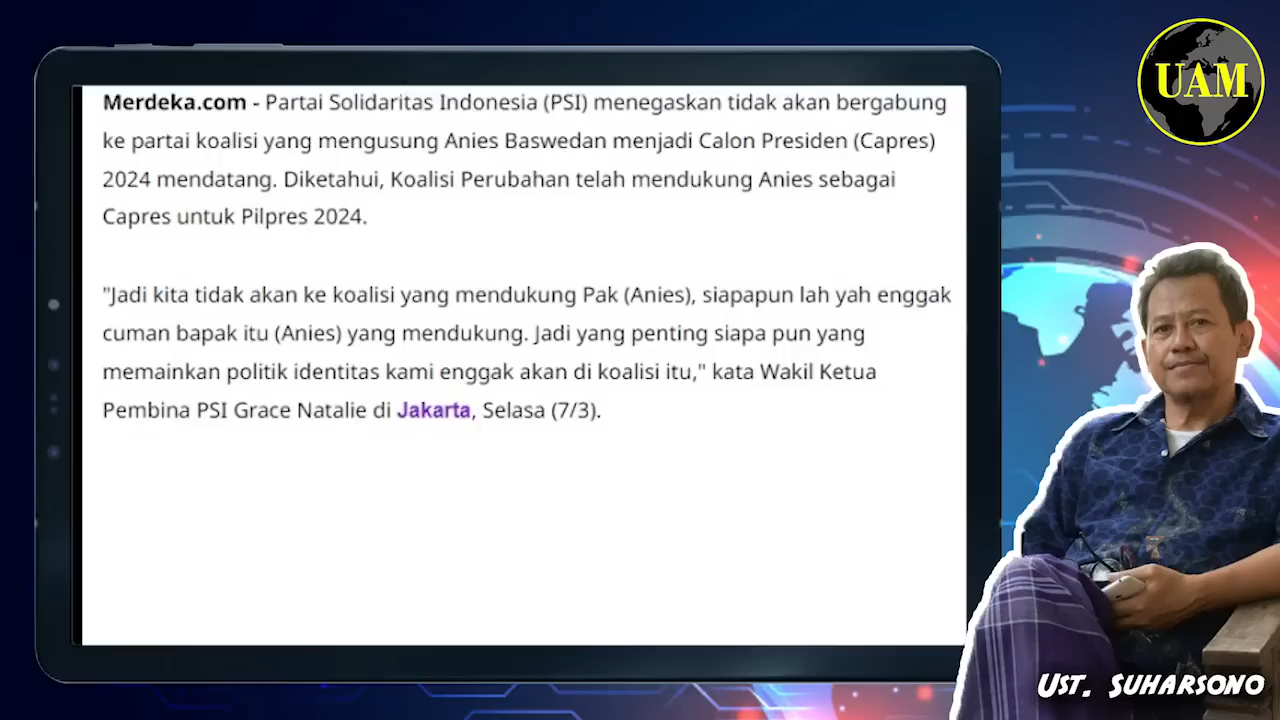 UAM
Merdeka.com - Partai Solidaritas Indonesia (PSI) menegaskan tidak akan bergabung
ke partai koalisi yang mengusung Anies Baswedan menjadi Calon Presiden (Capres)
2024 mendatang. Diketahui, Koalisi Perubahan telah mendukung Anies sebagai
Capres untuk Pilpres 2024.
"Jadi kita tidak akan ke koalisi yang mendukung Pak (Anies), siapapun lah yah enggak
cuman bapak itu (Anies) yang mendukung. Jadi yang penting siapa pun yang
memainkan politik identitas kami enggak akan di koalisi itu," kata Wakil Ketua
Pembina PSI Grace Natalie di Jakarta, Selasa (7/3).
UST. SUHARSONO